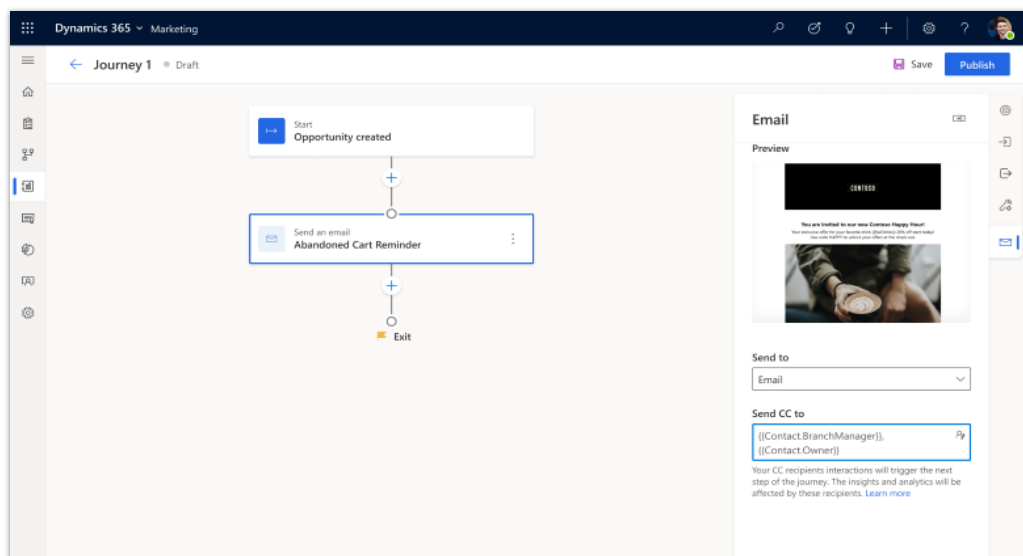 Dynamics 365 Marketing
Journey 1 Draft
Save
Publish
Start
Opportunity created
Send an email
Abandoned Cart Reminder
Exit
Email
Preview
CONTOSO
You are invited to our new Contoso Happy Hour!
Send to
Email
Send CC to
{{Contact.BranchManager}},
{{Contact.Owner}}
Your CC recipients interactions will trigger the next
step of the journey. The insights and analytics will be
affected by these recipients. Learn more